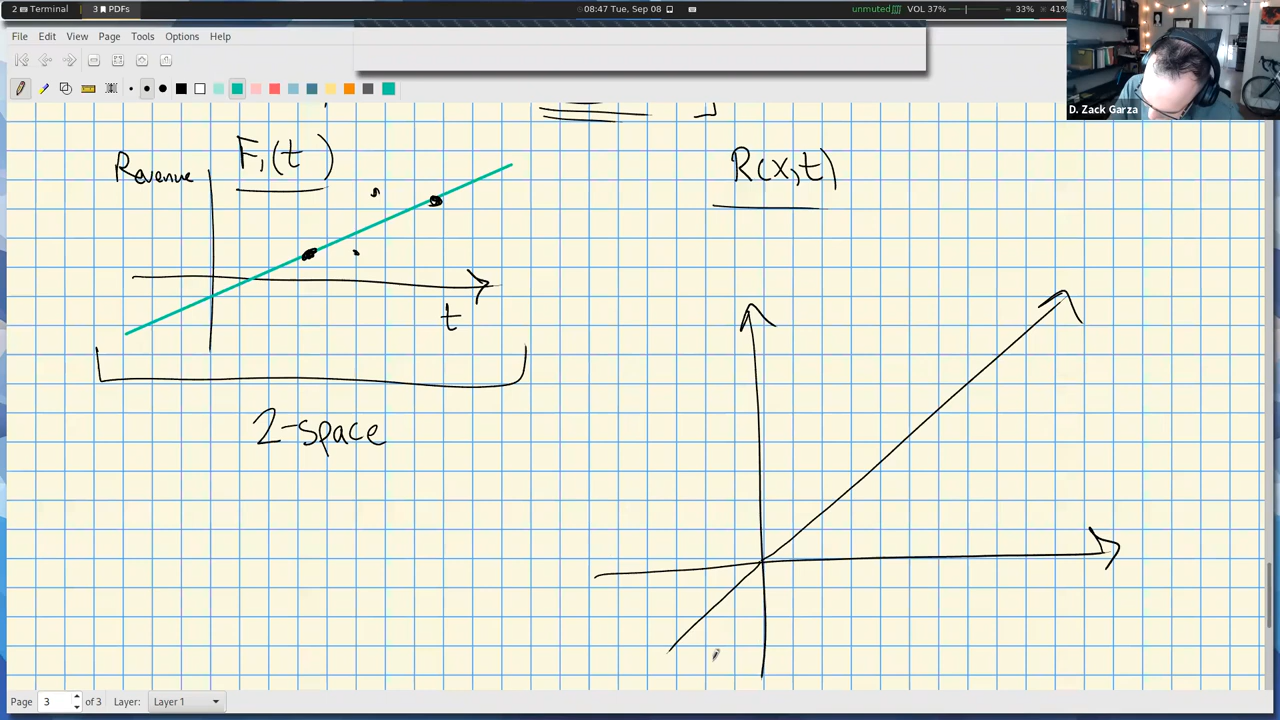 2 Terminal 3 PDFs 08:47 Tue, Sep 08 unmuted VOL 37% 33% 41%
File Edit View Page Tools Options Help
D. Zack Garza
Revenue F₁(t)
R(x,t)
t
2-space
Page 3 of 3 Layer: Layer 1